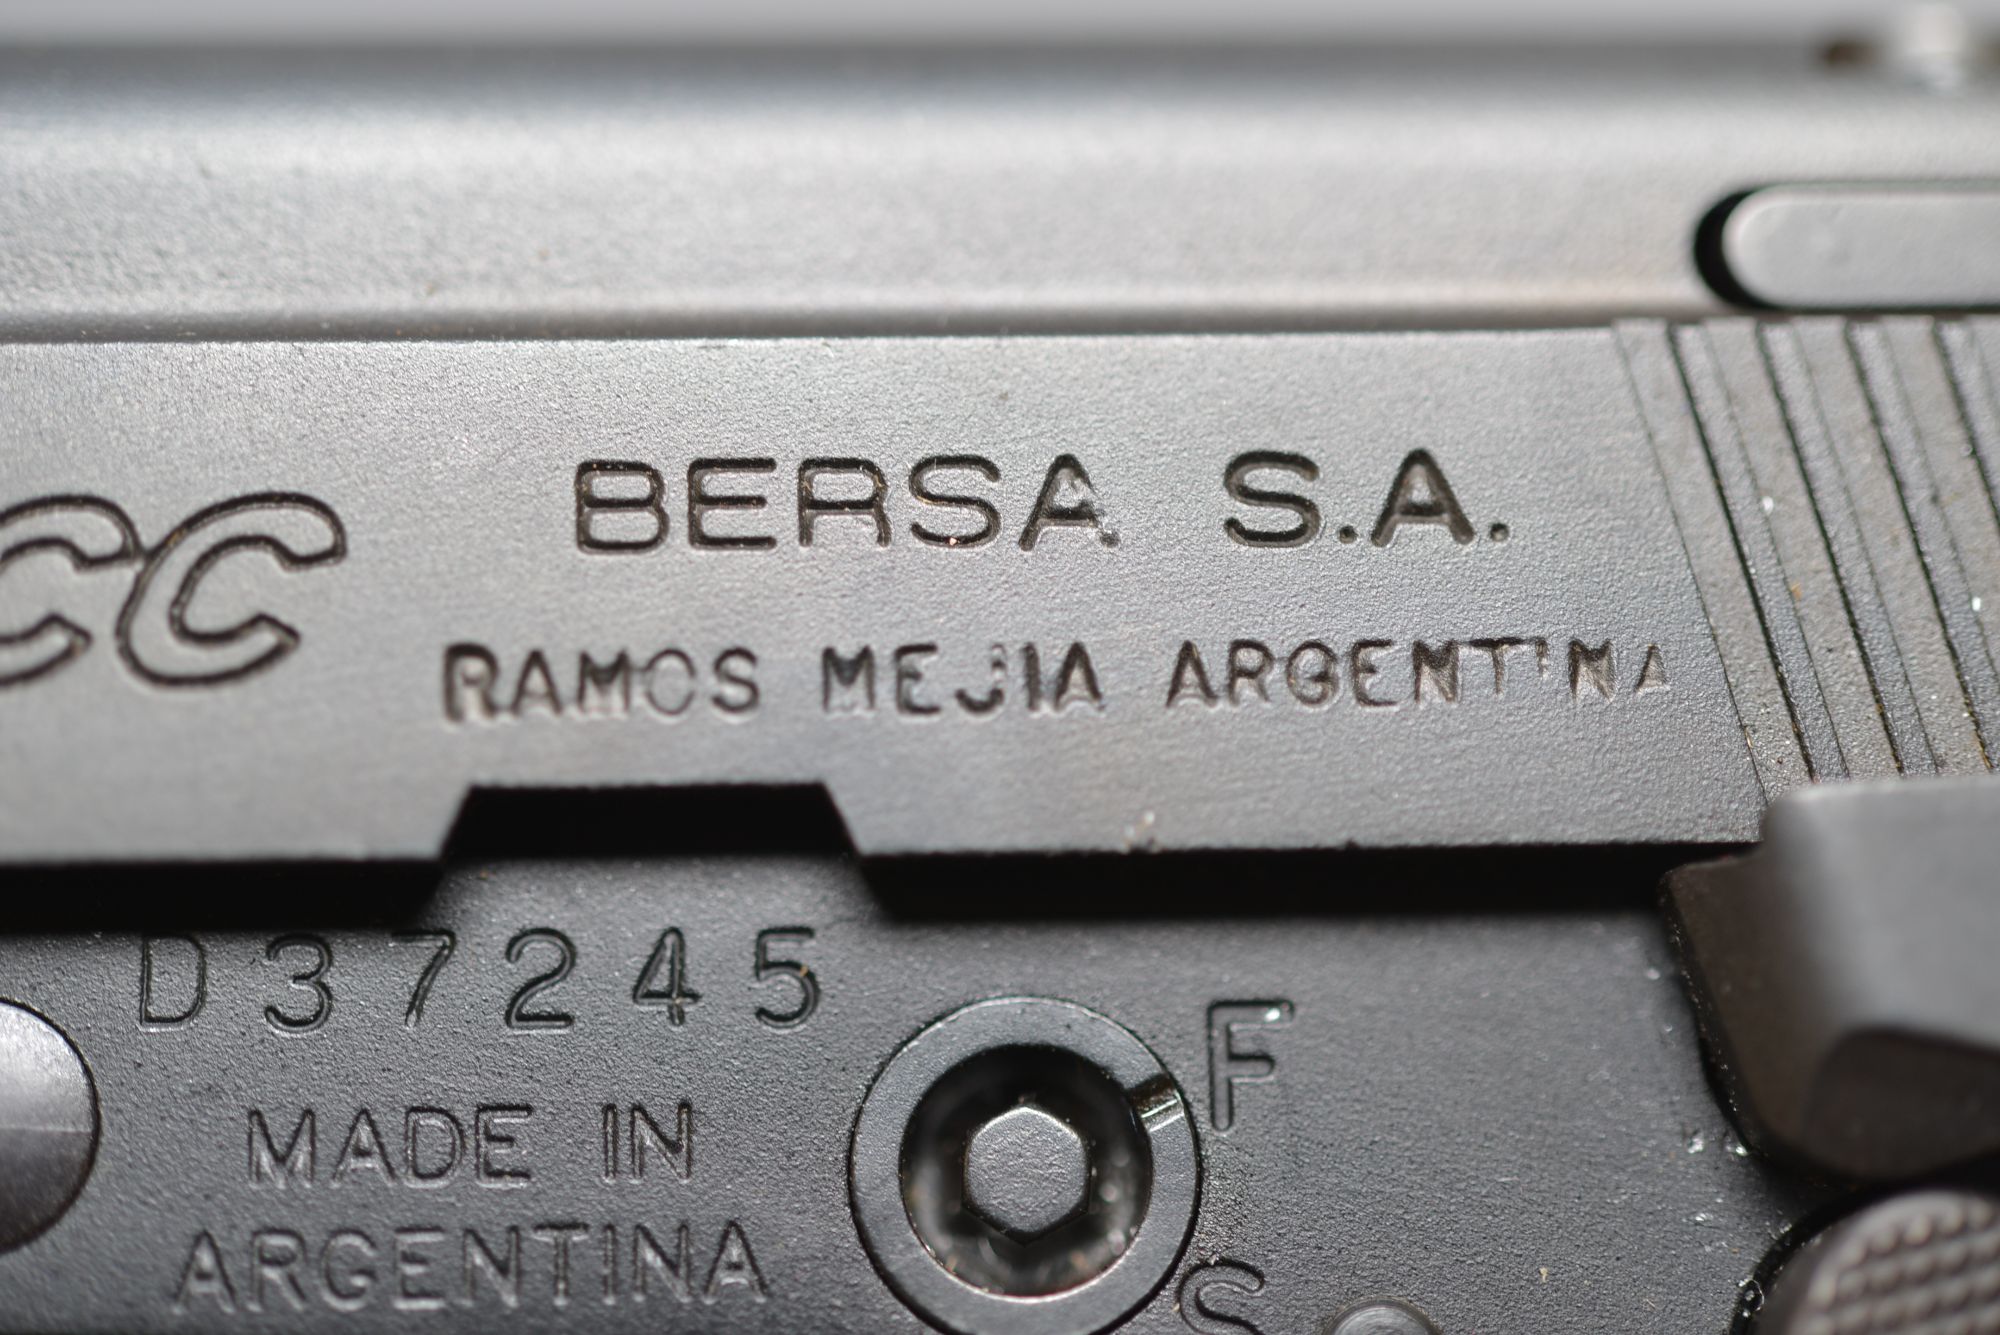 CC
BERSA S.A.
RAMOS MEJIA ARGENTINA
D37245
F
MADE IN
ARGENTINA
S